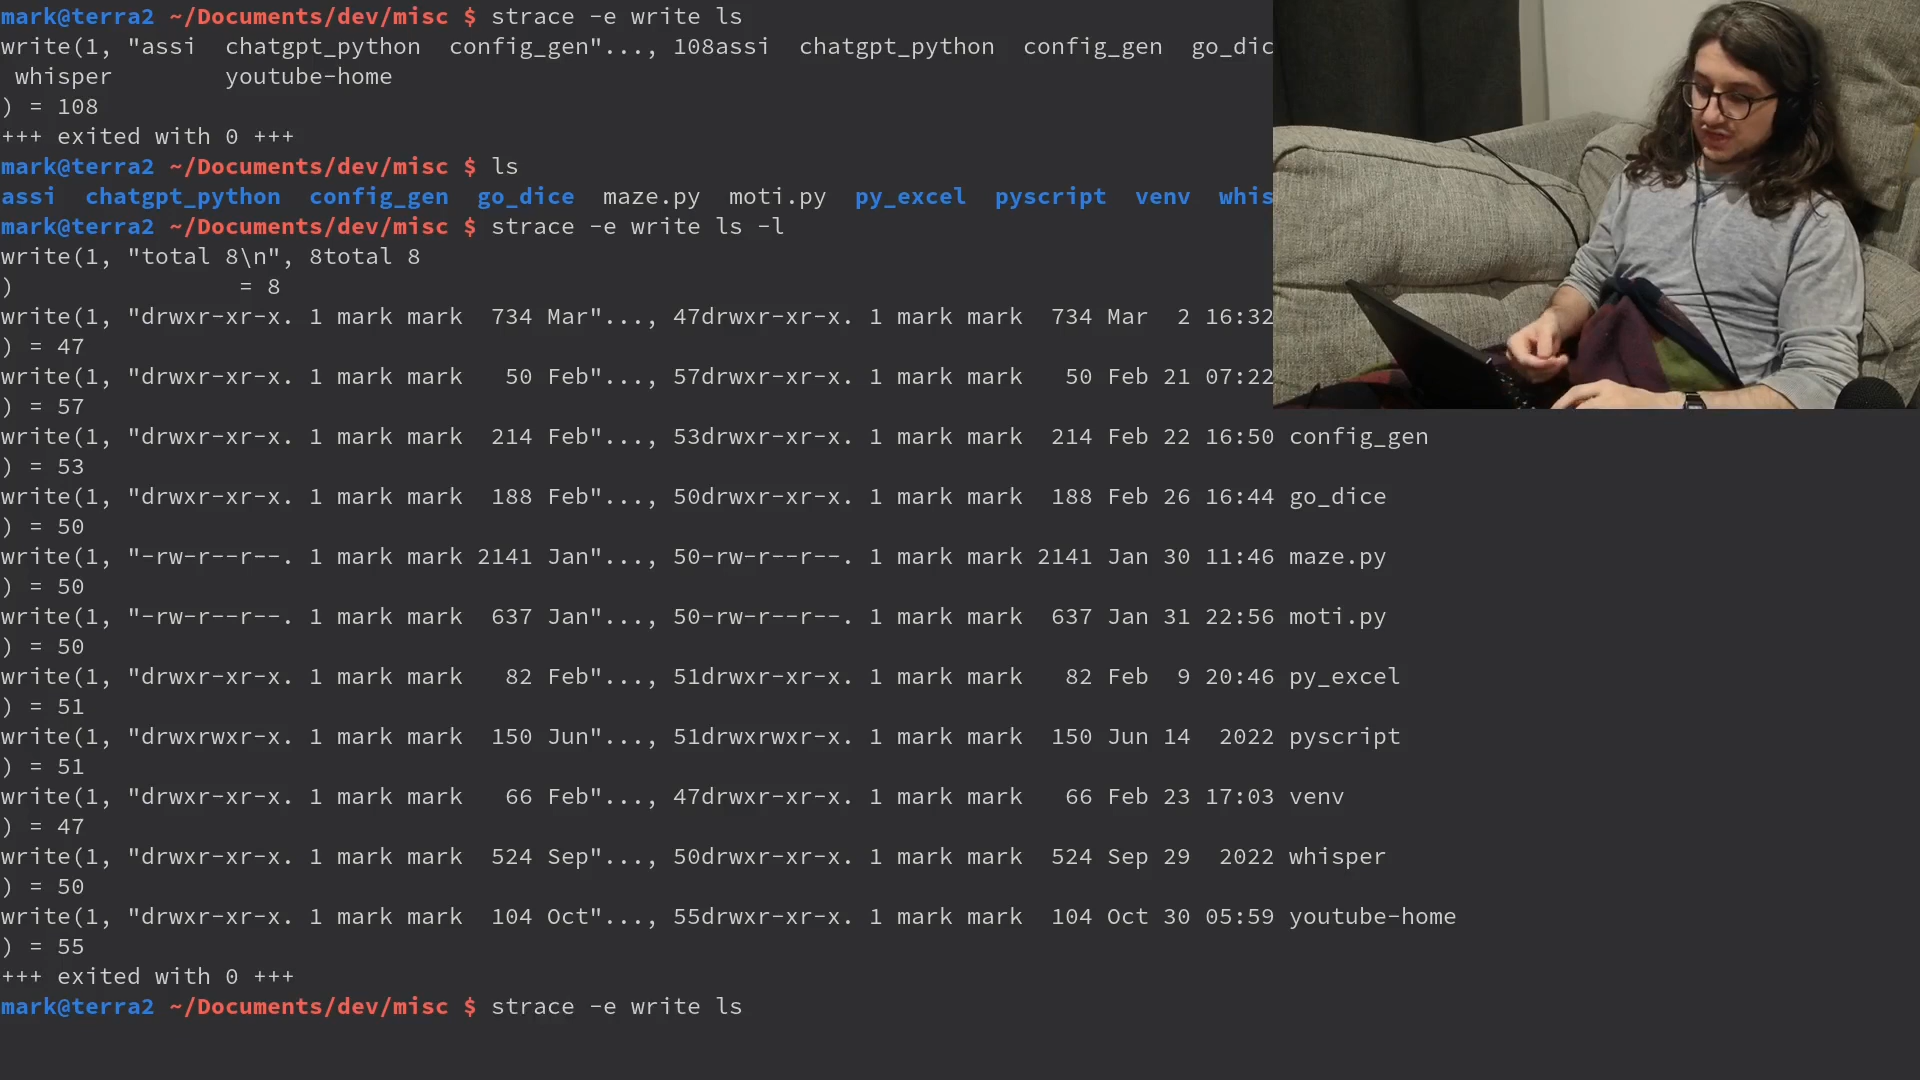 mark@terra2 ~/Documents/dev/misc $ strace -e write ls
write(1, "assi  chatgpt_python  config_gen"..., 108assi  chatgpt_python  config_gen  go_dic
 whisper        youtube-home
) = 108
+++ exited with 0 +++
mark@terra2 ~/Documents/dev/misc $ ls
assi  chatgpt_python  config_gen  go_dice  maze.py  moti.py  py_excel  pyscript  venv  whis
mark@terra2 ~/Documents/dev/misc $ strace -e write ls -l
write(1, "total 8\n", 8total 8
)                = 8
write(1, "drwxr-xr-x. 1 mark mark  734 Mar"..., 47drwxr-xr-x. 1 mark mark  734 Mar  2 16:32
) = 47
write(1, "drwxr-xr-x. 1 mark mark   50 Feb"..., 57drwxr-xr-x. 1 mark mark   50 Feb 21 07:22
) = 57
write(1, "drwxr-xr-x. 1 mark mark  214 Feb"..., 53drwxr-xr-x. 1 mark mark  214 Feb 22 16:50 config_gen
) = 53
write(1, "drwxr-xr-x. 1 mark mark  188 Feb"..., 50drwxr-xr-x. 1 mark mark  188 Feb 26 16:44 go_dice
) = 50
write(1, "-rw-r--r--. 1 mark mark 2141 Jan"..., 50-rw-r--r--. 1 mark mark 2141 Jan 30 11:46 maze.py
) = 50
write(1, "-rw-r--r--. 1 mark mark  637 Jan"..., 50-rw-r--r--. 1 mark mark  637 Jan 31 22:56 moti.py
) = 50
write(1, "drwxr-xr-x. 1 mark mark   82 Feb"..., 51drwxr-xr-x. 1 mark mark   82 Feb  9 20:46 py_excel
) = 51
write(1, "drwxrwxr-x. 1 mark mark  150 Jun"..., 51drwxrwxr-x. 1 mark mark  150 Jun 14  2022 pyscript
) = 51
write(1, "drwxr-xr-x. 1 mark mark   66 Feb"..., 47drwxr-xr-x. 1 mark mark   66 Feb 23 17:03 venv
) = 47
write(1, "drwxr-xr-x. 1 mark mark  524 Sep"..., 50drwxr-xr-x. 1 mark mark  524 Sep 29  2022 whisper
) = 50
write(1, "drwxr-xr-x. 1 mark mark  104 Oct"..., 55drwxr-xr-x. 1 mark mark  104 Oct 30 05:59 youtube-home
) = 55
+++ exited with 0 +++
mark@terra2 ~/Documents/dev/misc $ strace -e write ls